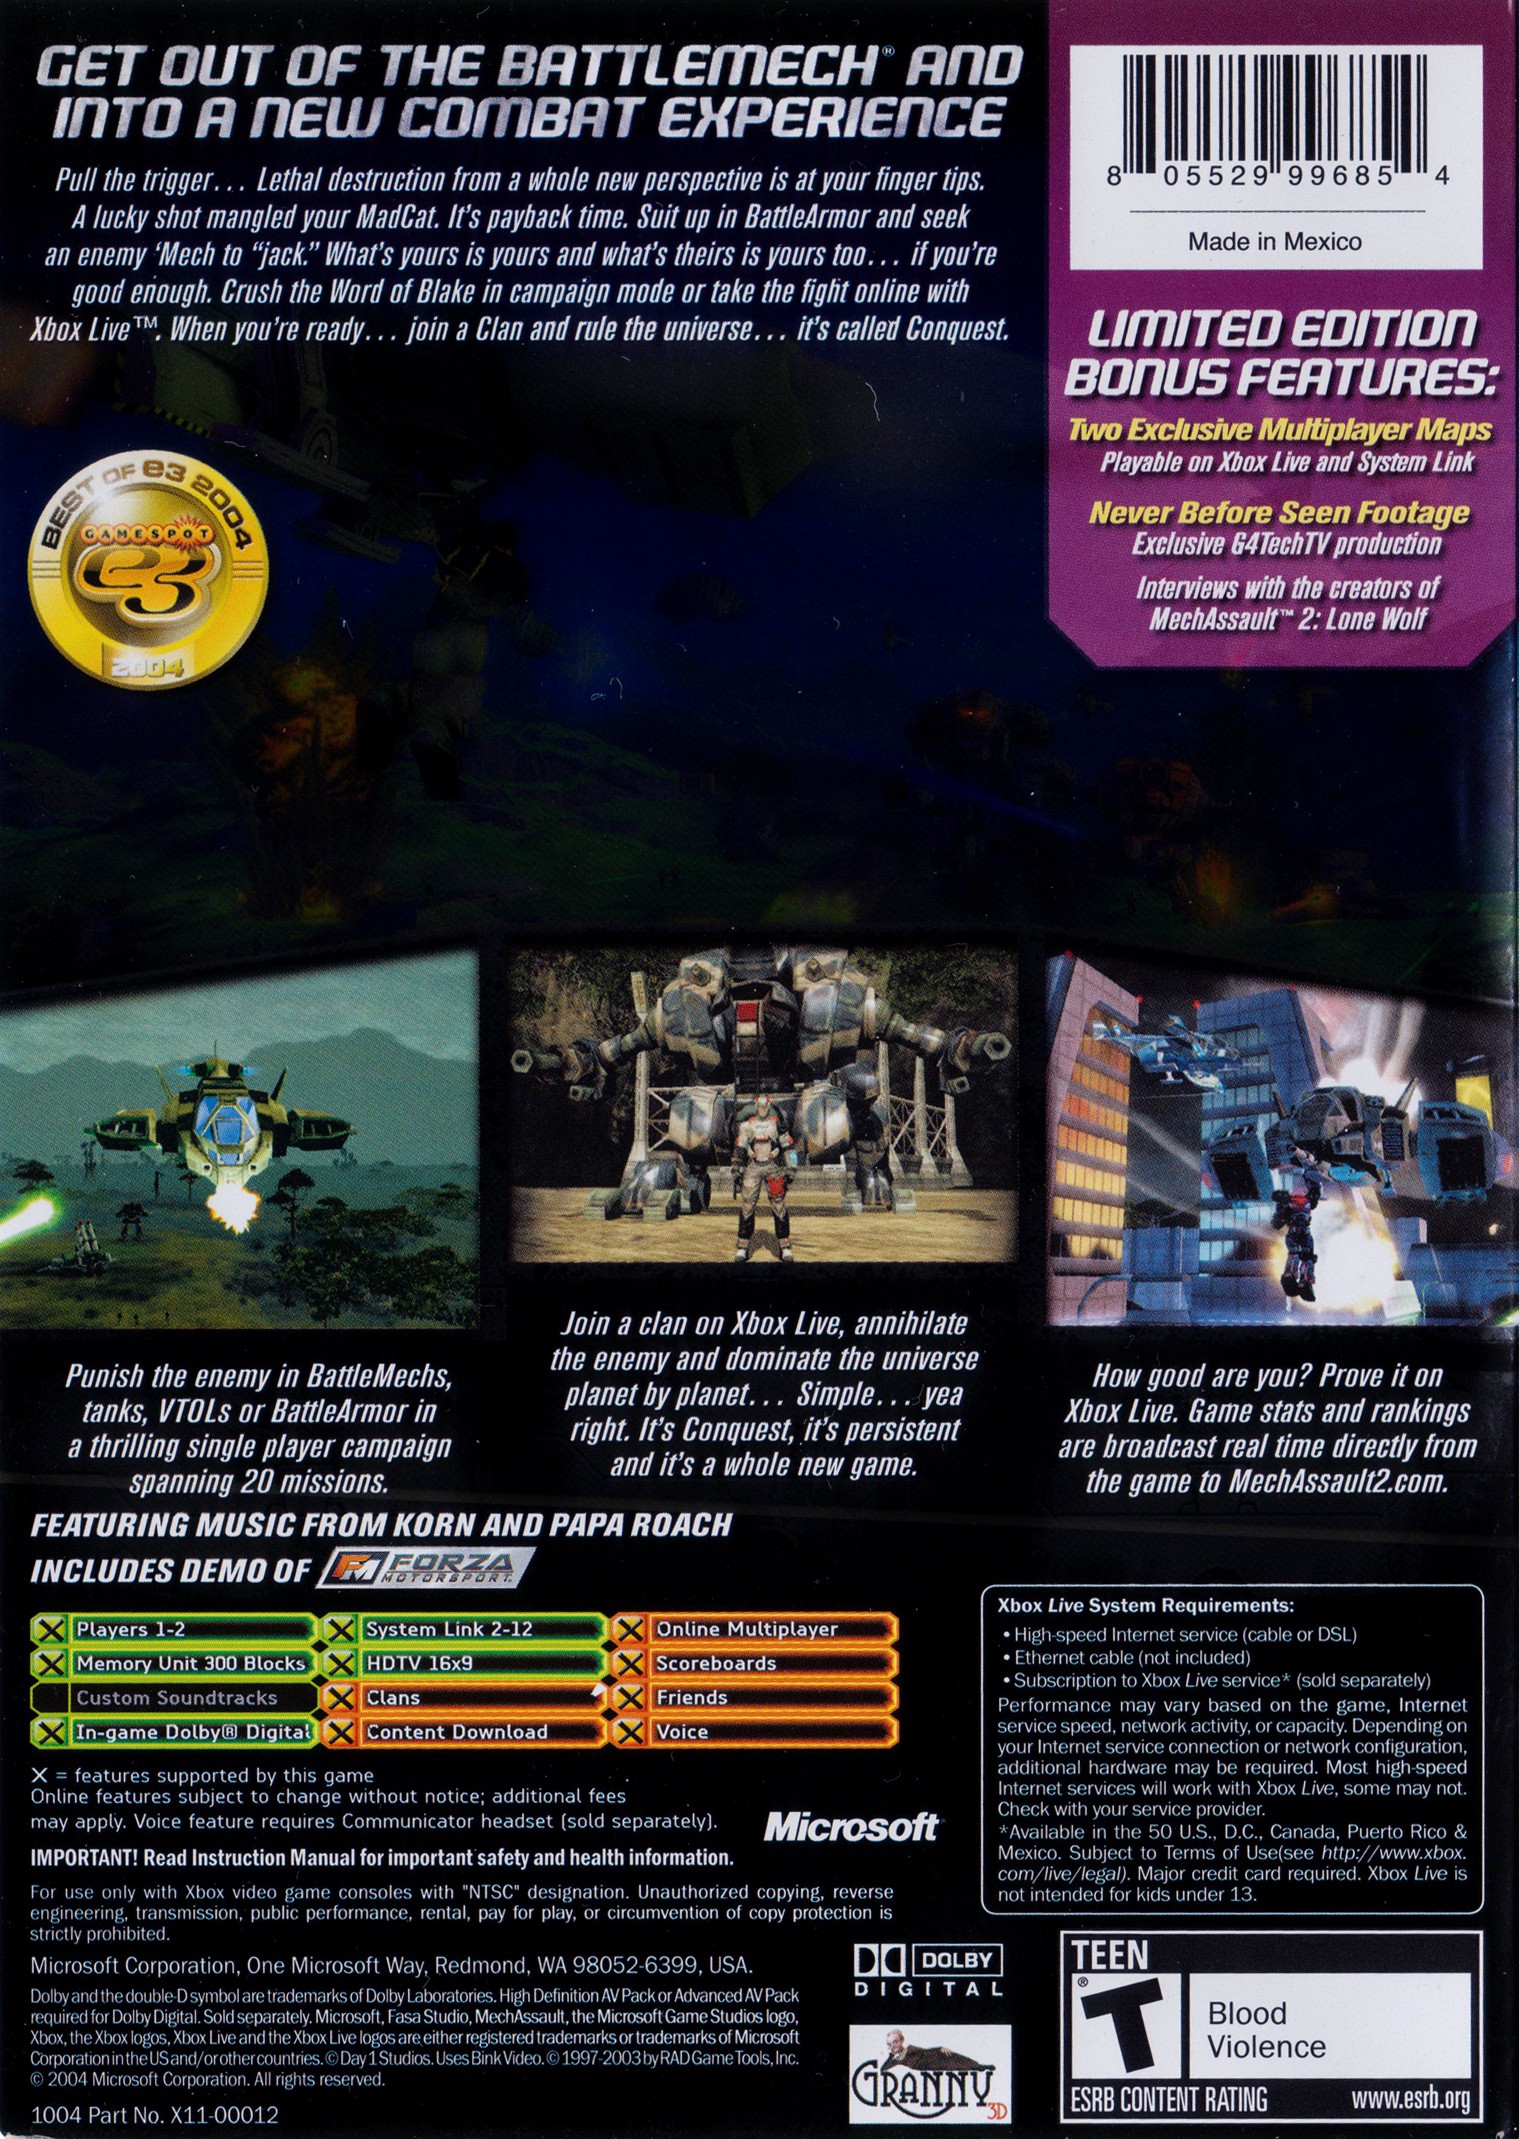 GET OUT OF THE BATTLEMECH® AND
INTO A NEW COMBAT EXPERIENCE
Pull the trigger... Lethal destruction from a whole new perspective is at your finger tips.
A lucky shot mangled your MadCat. It's payback time. Suit up in BattleArmor and seek
an enemy ‘Mech to “jack.” What's yours is yours and what's theirs is yours too... if you're
good enough. Crush the Word of Blake in campaign mode or take the fight online with
Xbox Live™. When you're ready... join a Clan and rule the universe... it's called Conquest.
8 05529 99685 4
Made in Mexico
LIMITED EDITION
BONUS FEATURES:
Two Exclusive Multiplayer Maps
Playable on Xbox Live and System Link
Never Before Seen Footage
Exclusive G4TechTV production
Interviews with the creators of
MechAssault™ 2: Lone Wolf
BEST OF e3 2004
GAMESPOT
e3
2004
Punish the enemy in BattleMechs,
tanks, VTOLs or BattleArmor in
a thrilling single player campaign
spanning 20 missions.
Join a clan on Xbox Live, annihilate
the enemy and dominate the universe
planet by planet... Simple... yea
right. It's Conquest, it's persistent
and it's a whole new game.
How good are you? Prove it on
Xbox Live. Game stats and rankings
are broadcast real time directly from
the game to MechAssault2.com.
FEATURING MUSIC FROM KORN AND PAPA ROACH
INCLUDES DEMO OF FM FORZA MOTORSPORT
X Players 1-2 X System Link 2-12 X Online Multiplayer
X Memory Unit 300 Blocks X HDTV 16x9 X Scoreboards
Custom Soundtracks X Clans X Friends
X In-game Dolby® Digital X Content Download X Voice
X = features supported by this game
Online features subject to change without notice; additional fees
may apply. Voice feature requires Communicator headset (sold separately).
Microsoft
IMPORTANT! Read Instruction Manual for important safety and health information.
For use only with Xbox video game consoles with "NTSC" designation. Unauthorized copying, reverse
engineering, transmission, public performance, rental, pay for play, or circumvention of copy protection is
strictly prohibited.
Microsoft Corporation, One Microsoft Way, Redmond, WA 98052-6399, USA.
Dolby and the double-D symbol are trademarks of Dolby Laboratories. High Definition AV Pack or Advanced AV Pack
required for Dolby Digital. Sold separately. Microsoft, Fasa Studio, MechAssault, the Microsoft Game Studios logo,
Xbox, the Xbox logos, Xbox Live and the Xbox Live logos are either registered trademarks or trademarks of Microsoft
Corporation in the US and/or other countries. © Day 1 Studios. Uses Bink Video. © 1997-2003 by RAD Game Tools, Inc.
© 2004 Microsoft Corporation. All rights reserved.
1004 Part No. X11-00012
Xbox Live System Requirements:
• High-speed Internet service (cable or DSL)
• Ethernet cable (not included)
• Subscription to Xbox Live service* (sold separately)
Performance may vary based on the game, Internet
service speed, network activity, or capacity. Depending on
your Internet service connection or network configuration,
additional hardware may be required. Most high-speed
Internet services will work with Xbox Live, some may not.
Check with your service provider.
*Available in the 50 U.S., D.C., Canada, Puerto Rico &
Mexico. Subject to Terms of Use(see http://www.xbox.
com/live/legal). Major credit card required. Xbox Live is
not intended for kids under 13.
DOLBY
DIGITAL
GRANNY
3D
TEEN
T ®
Blood
Violence
ESRB CONTENT RATING www.esrb.org